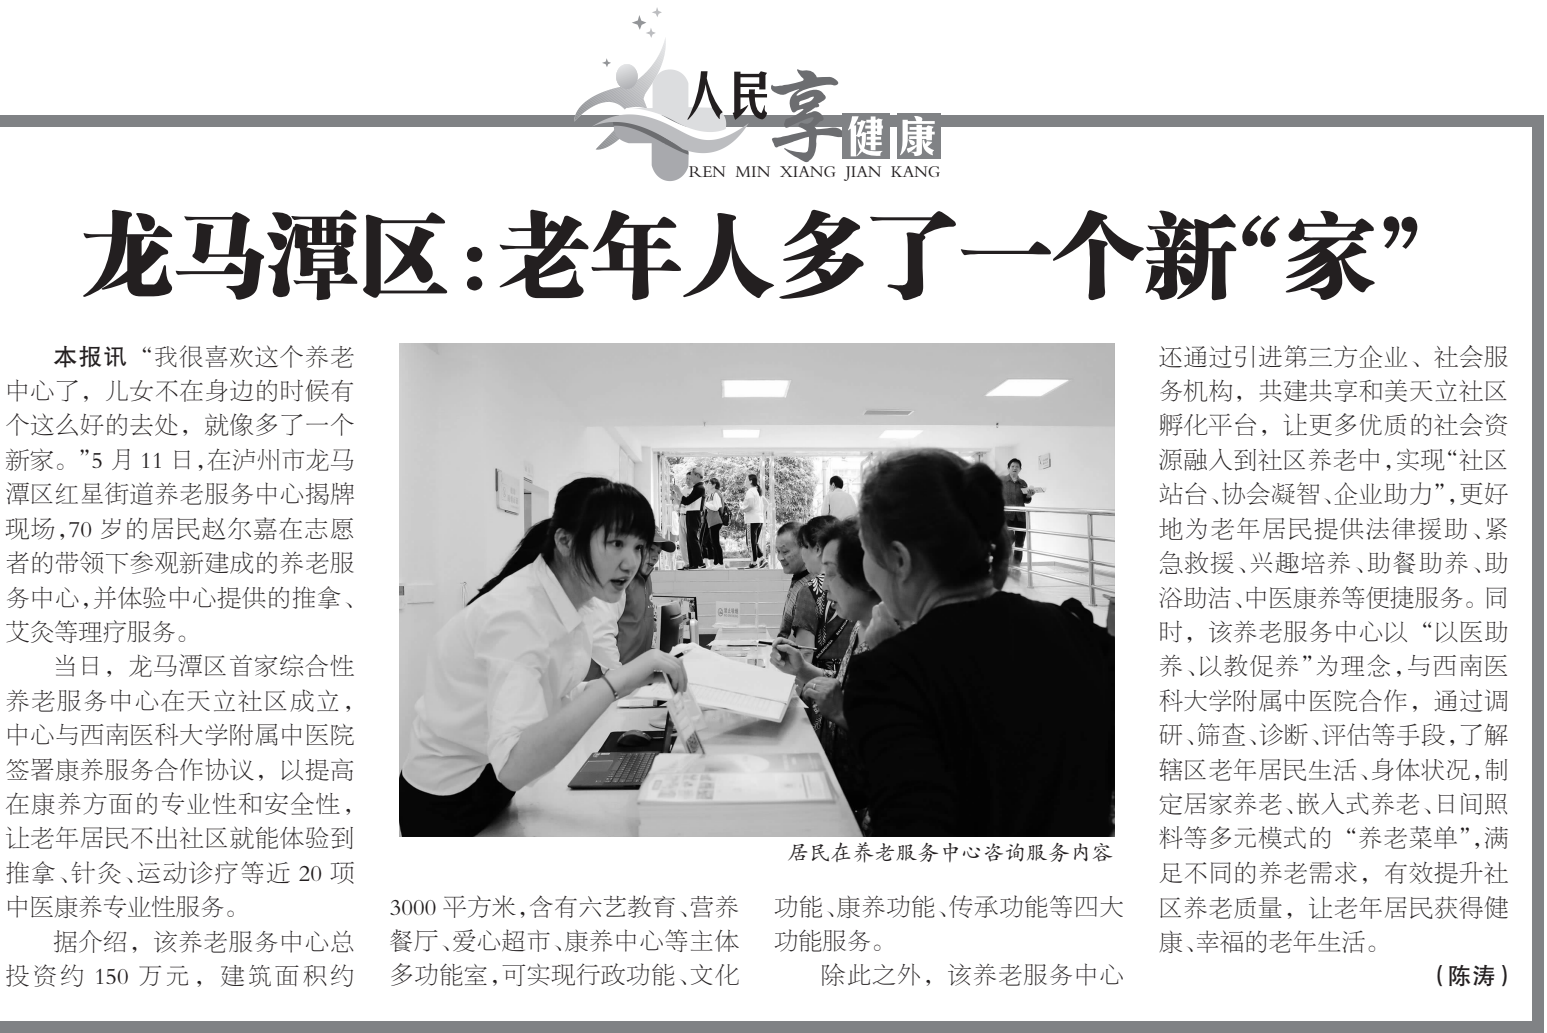 人民享健康
REN MIN XIANG JIAN KANG
龙马潭区:老年人多了一个新“家”
本报讯 “我很喜欢这个养老
中心了，儿女不在身边的时候有
个这么好的去处，就像多了一个
新家。”5月11日,在泸州市龙马
潭区红星街道养老服务中心揭牌
现场,70岁的居民赵尔嘉在志愿
者的带领下参观新建成的养老服
务中心,并体验中心提供的推拿、
艾灸等理疗服务。
当日，龙马潭区首家综合性
养老服务中心在天立社区成立，
中心与西南医科大学附属中医院
签署康养服务合作协议，以提高
在康养方面的专业性和安全性，
让老年居民不出社区就能体验到
推拿、针灸、运动诊疗等近20项
中医康养专业性服务。
据介绍，该养老服务中心总
投资约150万元，建筑面积约
居民在养老服务中心咨询服务内容
3000平方米,含有六艺教育、营养
餐厅、爱心超市、康养中心等主体
多功能室,可实现行政功能、文化
功能、康养功能、传承功能等四大
功能服务。
除此之外，该养老服务中心
还通过引进第三方企业、社会服
务机构，共建共享和美天立社区
孵化平台，让更多优质的社会资
源融入到社区养老中,实现“社区
站台、协会凝智、企业助力”,更好
地为老年居民提供法律援助、紧
急救援、兴趣培养、助餐助养、助
浴助洁、中医康养等便捷服务。同
时，该养老服务中心以“以医助
养、以教促养”为理念,与西南医
科大学附属中医院合作，通过调
研、筛查、诊断、评估等手段,了解
辖区老年居民生活、身体状况,制
定居家养老、嵌入式养老、日间照
料等多元模式的“养老菜单”,满
足不同的养老需求，有效提升社
区养老质量，让老年居民获得健
康、幸福的老年生活。
(陈涛)